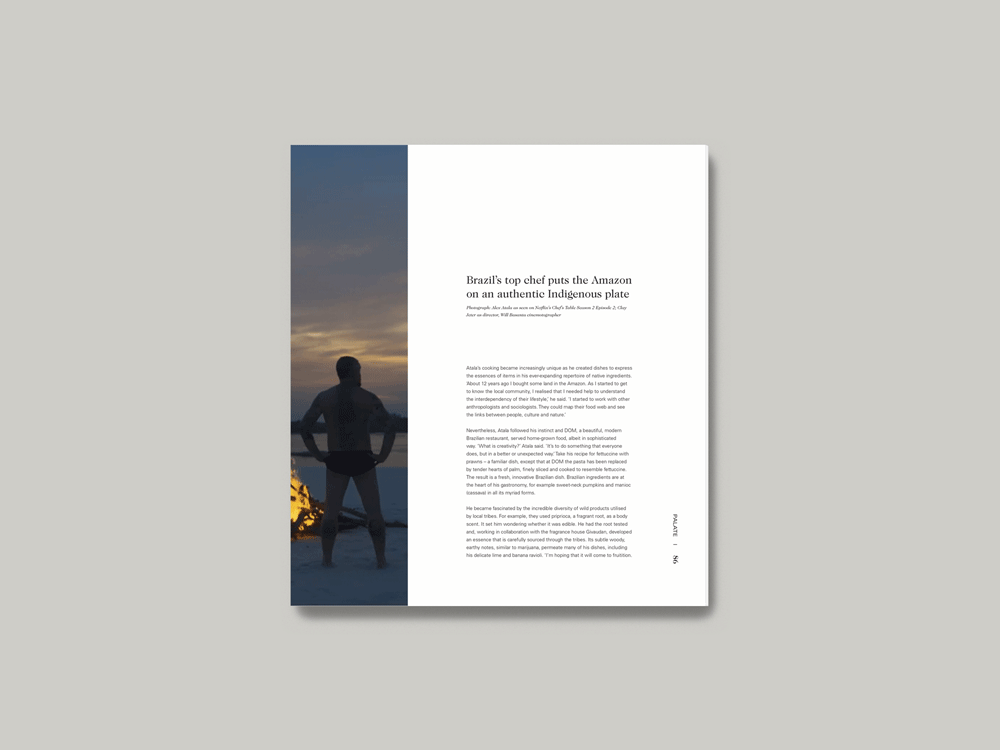 Brazil's top chef puts the Amazon
on an authentic Indigenous plate
Photograph: Alex Atala as seen on Netflix's Chef's Table Season 2 Episode 2; Clay
Jeter as director, Will Basanta cinematographer
Atala's cooking became increasingly unique as he created dishes to express
the essences of items in his ever-expanding repertoire of native ingredients.
'About 12 years ago I bought some land in the Amazon. As I started to get
to know the local community, I realised that I needed help to understand
the interdependency of their lifestyle,' he said. 'I started to work with other
anthropologists and sociologists. They could map their food web and see
the links between people, culture and nature.'
Nevertheless, Atala followed his instinct and DOM, a beautiful, modern
Brazilian restaurant, served home-grown food, albeit in sophisticated
way. 'What is creativity?' Atala said. 'It's to do something that everyone
does, but in a better or unexpected way.' Take his recipe for fettuccine with
prawns – a familiar dish, except that at DOM the pasta has been replaced
by tender hearts of palm, finely sliced and cooked to resemble fettuccine.
The result is a fresh, innovative Brazilian dish. Brazilian ingredients are at
the heart of his gastronomy, for example sweet-neck pumpkins and manioc
(cassava) in all its myriad forms.
He became fascinated by the incredible diversity of wild products utilised
by local tribes. For example, they used priprioca, a fragrant root, as a body
scent. It set him wondering whether it was edible. He had the root tested
and, working in collaboration with the fragrance house Givaudan, developed
an essence that is carefully sourced through the tribes. Its subtle woody,
earthy notes, similar to marijuana, permeate many of his dishes, including
his delicate lime and banana ravioli. 'I'm hoping that it will come to fruition.
PALATE | 86